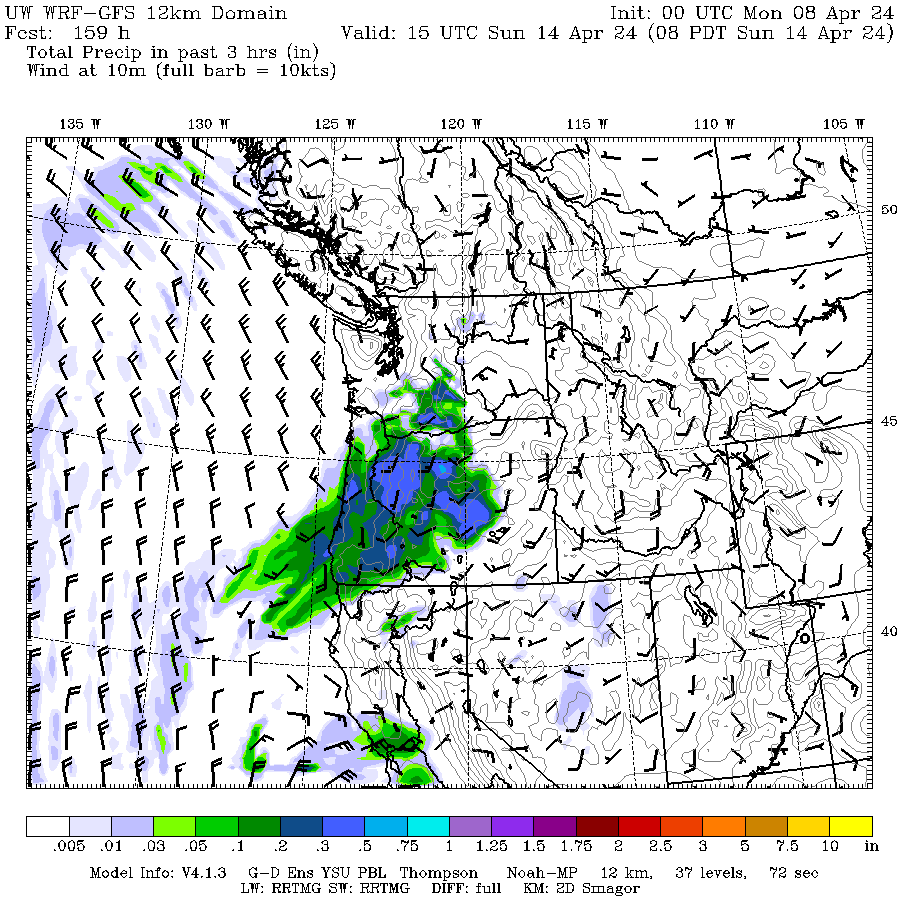 UW WRF-GFS 12km Domain Init: 00 UTC Mon 08 Apr 24
Fcst: 159 h Valid: 15 UTC Sun 14 Apr 24 (08 PDT Sun 14 Apr 24)
Total Precip in past 3 hrs (in)
Wind at 10m (full barb = 10kts)
135 W 130 W 125 W 120 W 115 W 110 W 105 W
50
45
40
.005 .01 .03 .05 .1 .2 .3 .5 .75 1 1.25 1.5 1.75 2 2.5 3 5 7.5 10 in
Model Info: V4.1.3 G-D Ens YSU PBL Thompson Noah-MP 12 km, 37 levels, 72 sec
LW: RRTMG SW: RRTMG DIFF: full KM: 2D Smagor